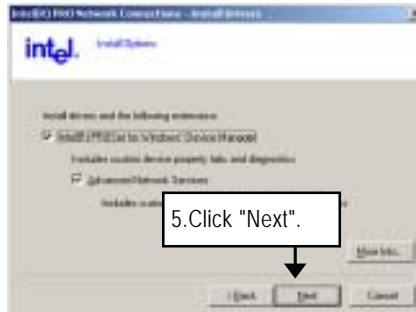 Intel(R) PRO Network Connections - Install Drivers
intel.
Install Options
Install drivers and the following extensions:
Intel(R) PROSet for Windows* Device Manager
Includes custom device property tabs and diagnostics
Advanced Network Services
Includes
5.Click "Next".
More Info...
< Back
Next
Cancel